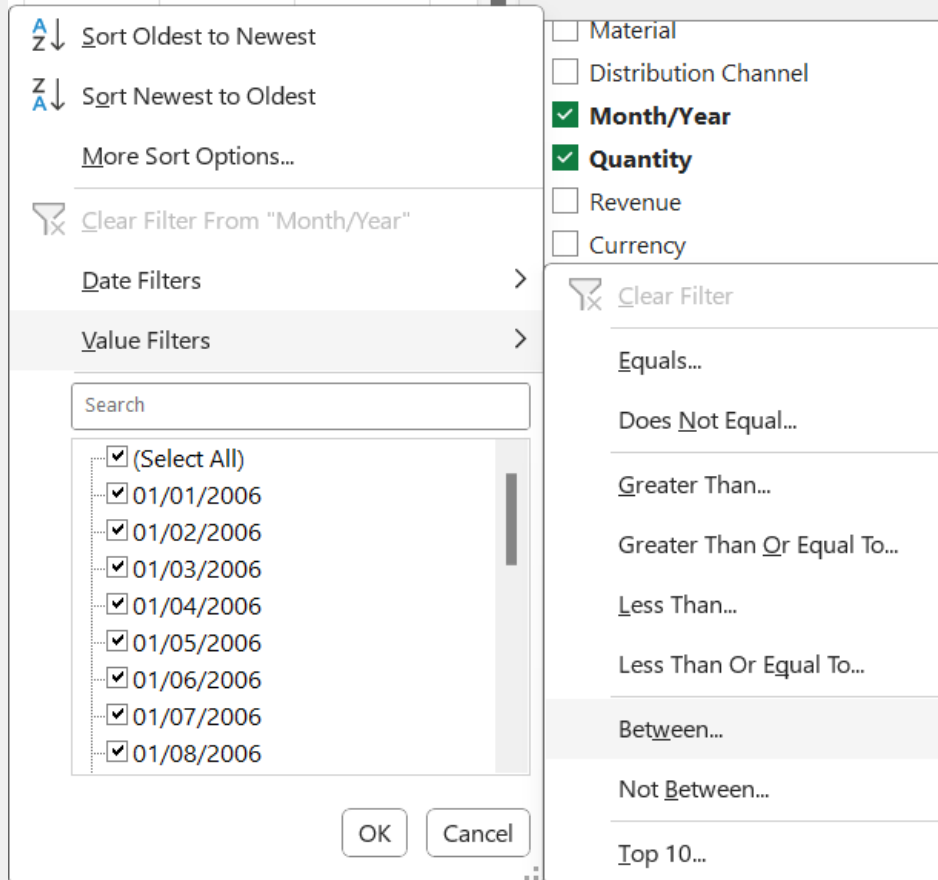 Sort Oldest to Newest
Sort Newest to Oldest
More Sort Options...
Clear Filter From "Month/Year"
Date Filters
Value Filters
Search
(Select All)
01/01/2006
01/02/2006
01/03/2006
01/04/2006
01/05/2006
01/06/2006
01/07/2006
01/08/2006
OK Cancel
Material
Distribution Channel
Month/Year
Quantity
Revenue
Currency
Clear Filter
Equals...
Does Not Equal...
Greater Than...
Greater Than Or Equal To...
Less Than...
Less Than Or Equal To...
Between...
Not Between...
Top 10...